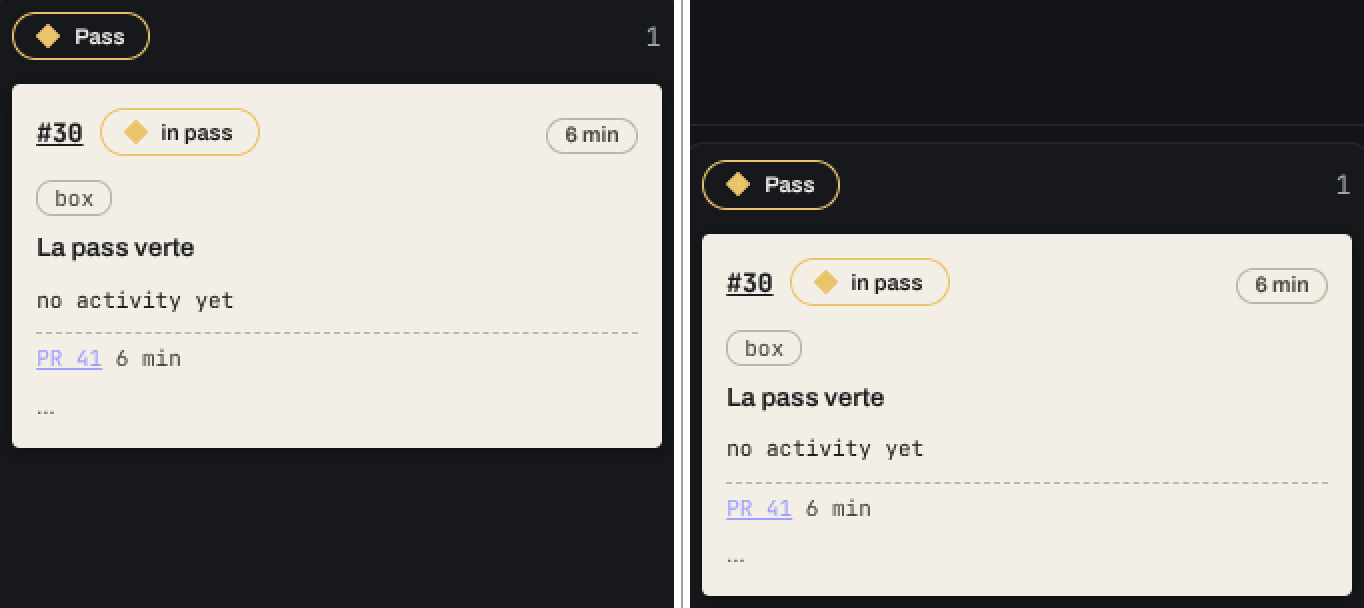 Pass 1
#30 in pass 6 min
box
La pass verte
no activity yet
PR 41 6 min
...
Pass 1
#30 in pass 6 min
box
La pass verte
no activity yet
PR 41 6 min
...